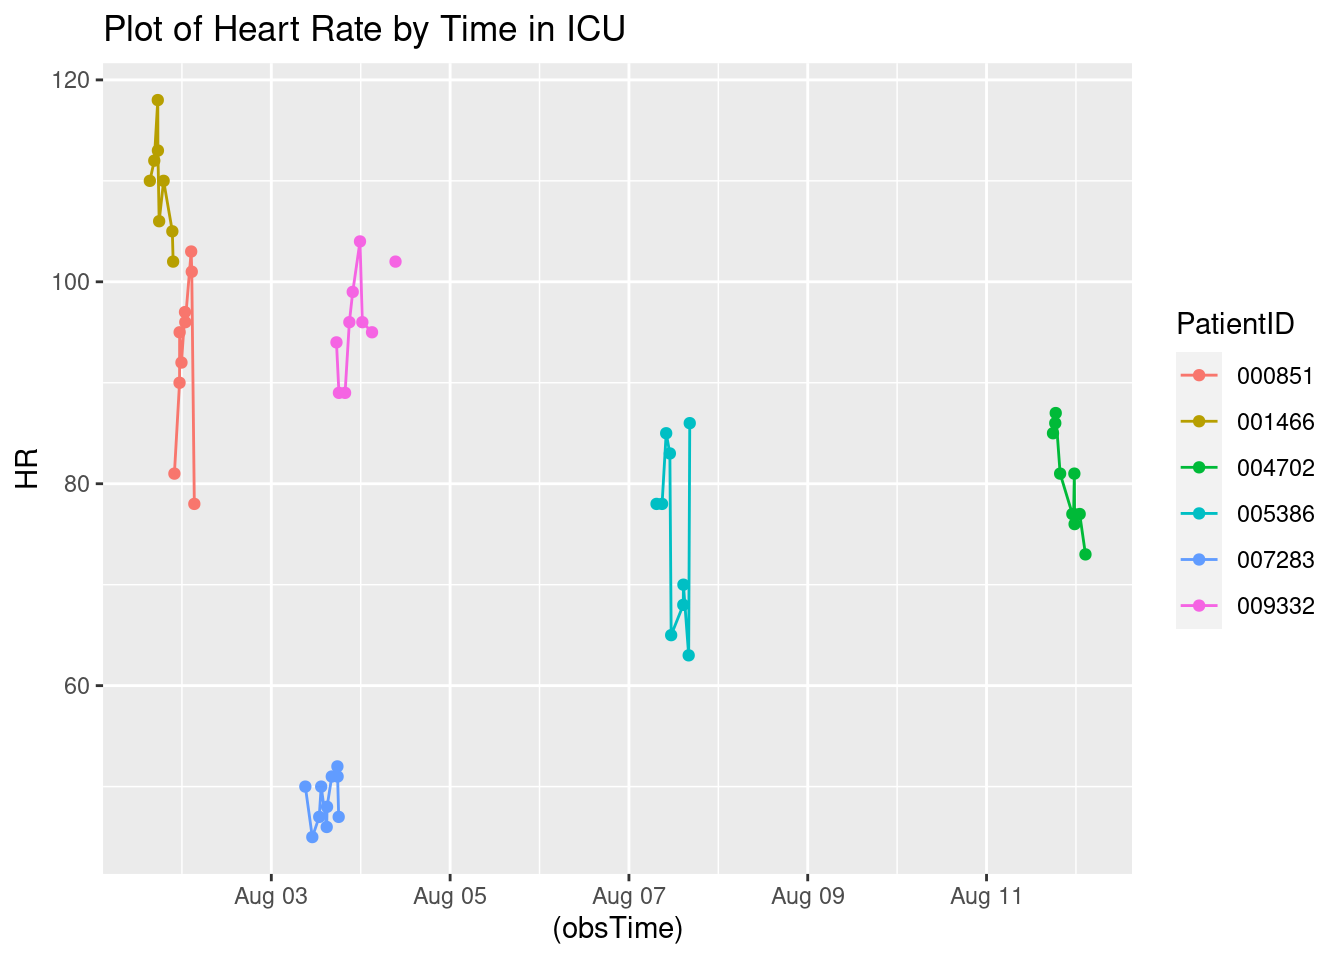 Plot of Heart Rate by Time in ICU
120
100
80
60
HR
Aug 03
Aug 05
Aug 07
Aug 09
Aug 11
(obsTime)
PatientID
000851
001466
004702
005386
007283
009332